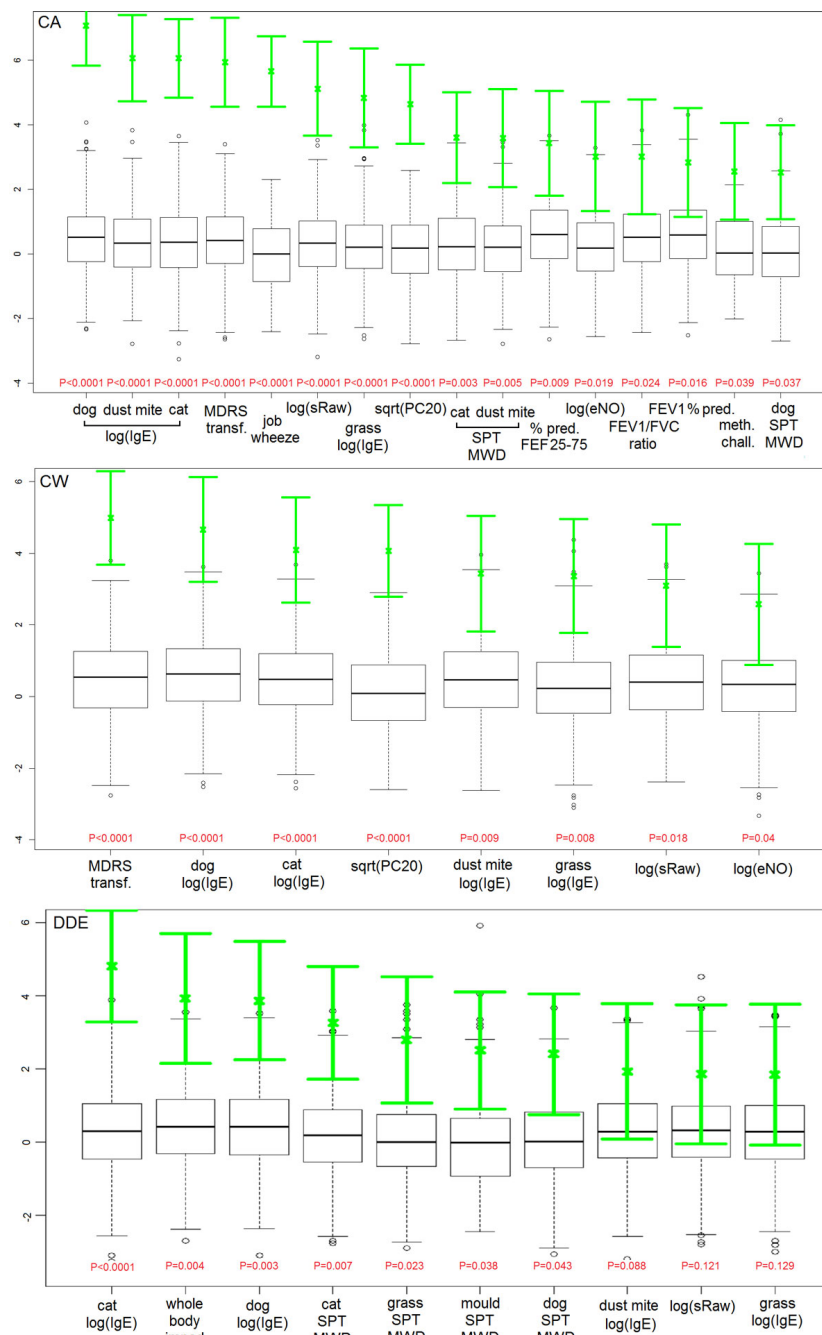 CA
6
4
2
0
-2
-4
P<0.0001 P<0.0001 P<0.0001 P<0.0001 P<0.0001 P<0.0001 P<0.0001 P<0.0001 P=0.003 P=0.005 P=0.009 P=0.019 P=0.024 P=0.016 P=0.039 P=0.037
dog dust mite cat
log(IgE)
MDRS
transf.
job
wheeze
log(sRaw)
grass
log(IgE)
sqrt(PC20)
cat dust mite
SPT
MWD
% pred.
FEF25-75
log(eNO)
FEV1/FVC
ratio
FEV1% pred.
meth.
chall.
dog
SPT
MWD
CW
6
4
2
0
-2
-4
P<0.0001 P<0.0001 P<0.0001 P<0.0001 P=0.009 P=0.008 P=0.018 P=0.04
MDRS
transf.
dog
log(IgE)
cat
log(IgE)
sqrt(PC20)
dust mite
log(IgE)
grass
log(IgE)
log(sRaw)
log(eNO)
DDE
6
4
2
0
-2
P<0.0001 P=0.004 P=0.003 P=0.007 P=0.023 P=0.038 P=0.043 P=0.088 P=0.121 P=0.129
cat
log(IgE)
whole
body
dog
log(IgE)
cat
SPT
MWD
grass
SPT
MWD
mould
SPT
MWD
dog
SPT
MWD
dust mite
log(IgE)
log(sRaw)
grass
log(IgE)